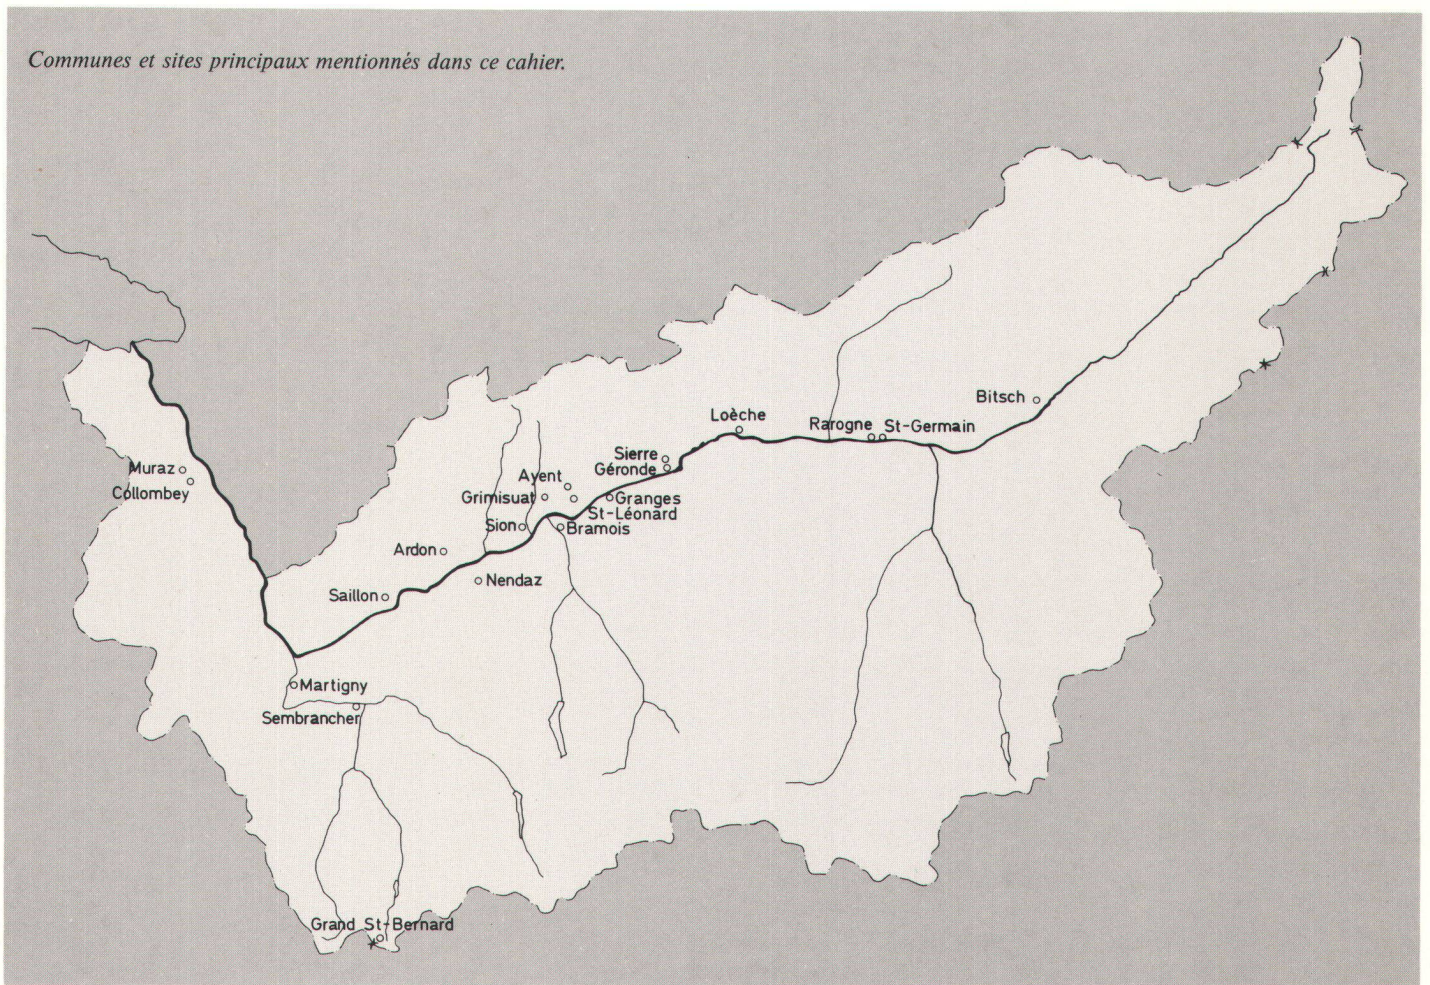 Communes et sites principaux mentionnés dans ce cahier.
Bitsch
Loèche
Rarogne
St-Germain
Sierre
Géronde
Muraz
Collombey
Ayent
Grimisuat
Granges
St-Léonard
Sion
Bramois
Ardon
Nendaz
Saillon
Martigny
Sembrancher
Grand St-Bernard